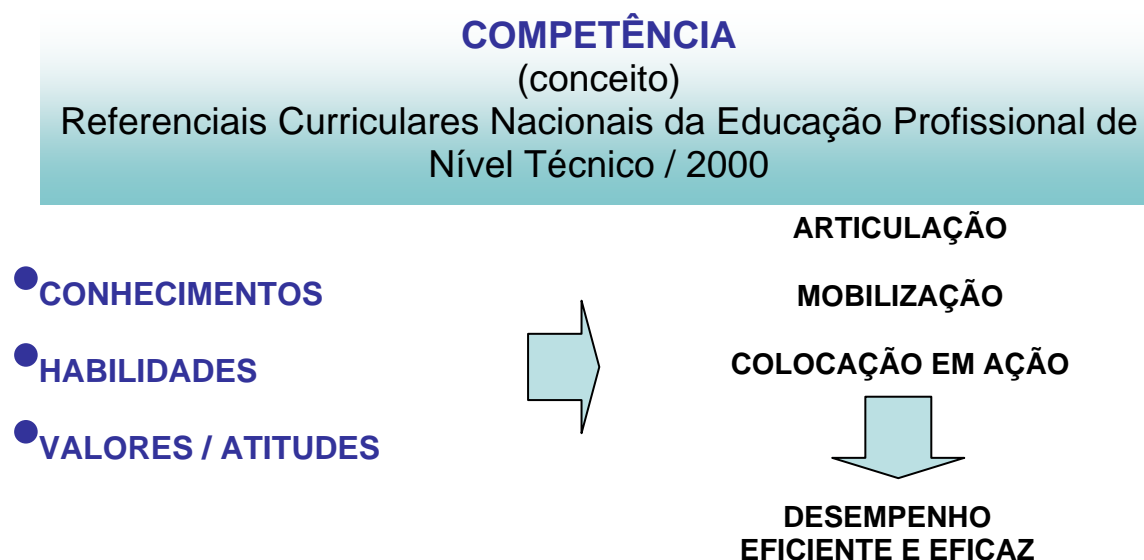 COMPETÊNCIA
(conceito)
Referenciais Curriculares Nacionais da Educação Profissional de
Nível Técnico / 2000
•CONHECIMENTOS
•HABILIDADES
•VALORES / ATITUDES
ARTICULAÇÃO
MOBILIZAÇÃO
COLOCAÇÃO EM AÇÃO
DESEMPENHO
EFICIENTE E EFICAZ